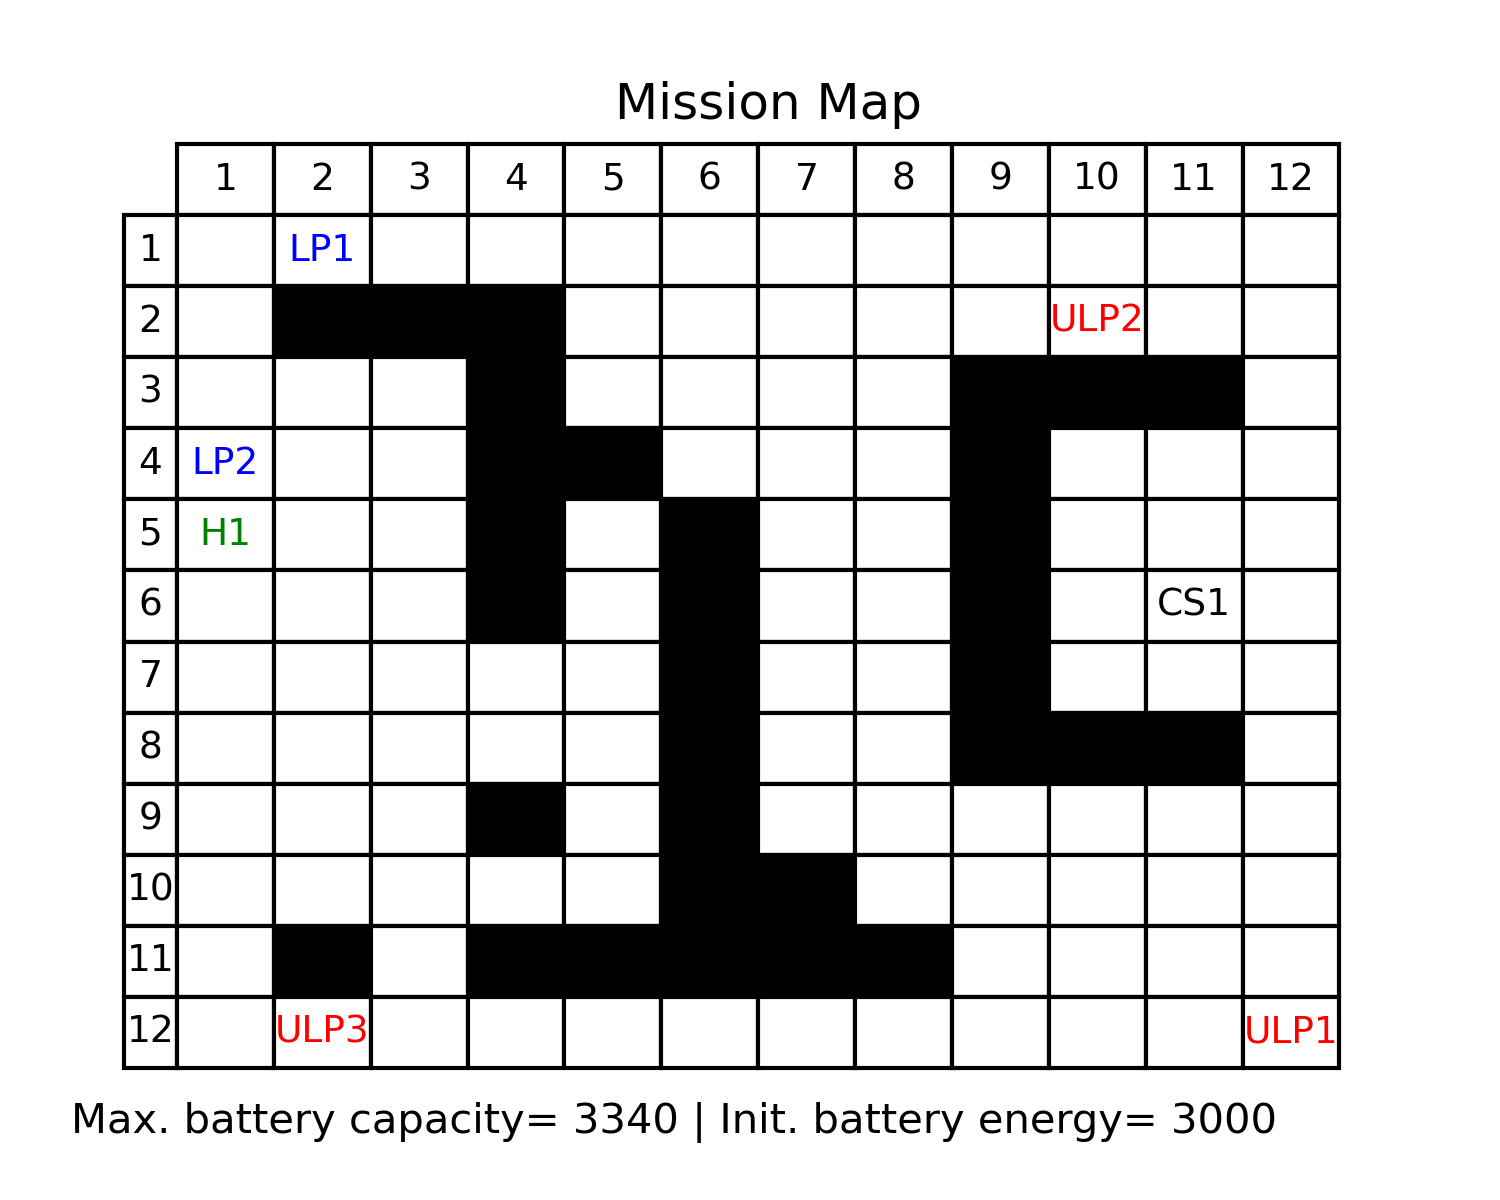 Mission Map
1 2 3 4 5 6 7 8 9 10 11 12
1 LP1
2 ULP2
3
4 LP2
5 H1
6 CS1
7
8
9
10
11
12 ULP3 ULP1
Max. battery capacity= 3340 | Init. battery energy= 3000